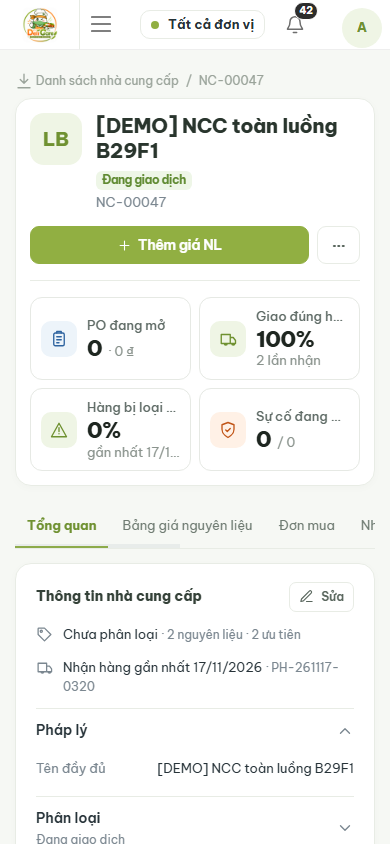 Tất cả đơn vị
42
A
Danh sách nhà cung cấp / NC-00047
LB
[DEMO] NCC toàn luồng
B29F1
Đang giao dịch
NC-00047
+ Thêm giá NL
...
PO đang mở
0 · 0 ₫
Giao đúng h...
100%
2 lần nhận
Hàng bị loại ...
0%
gần nhất 17/1...
Sự cố đang ...
0 / 0
Tổng quan
Bảng giá nguyên liệu
Đơn mua
Nh
Thông tin nhà cung cấp
Sửa
Chưa phân loại · 2 nguyên liệu · 2 ưu tiên
Nhận hàng gần nhất 17/11/2026 · PH-261117-
0320
Pháp lý
Tên đầy đủ
[DEMO] NCC toàn luồng B29F1
Phân loại
Đang giao dịch